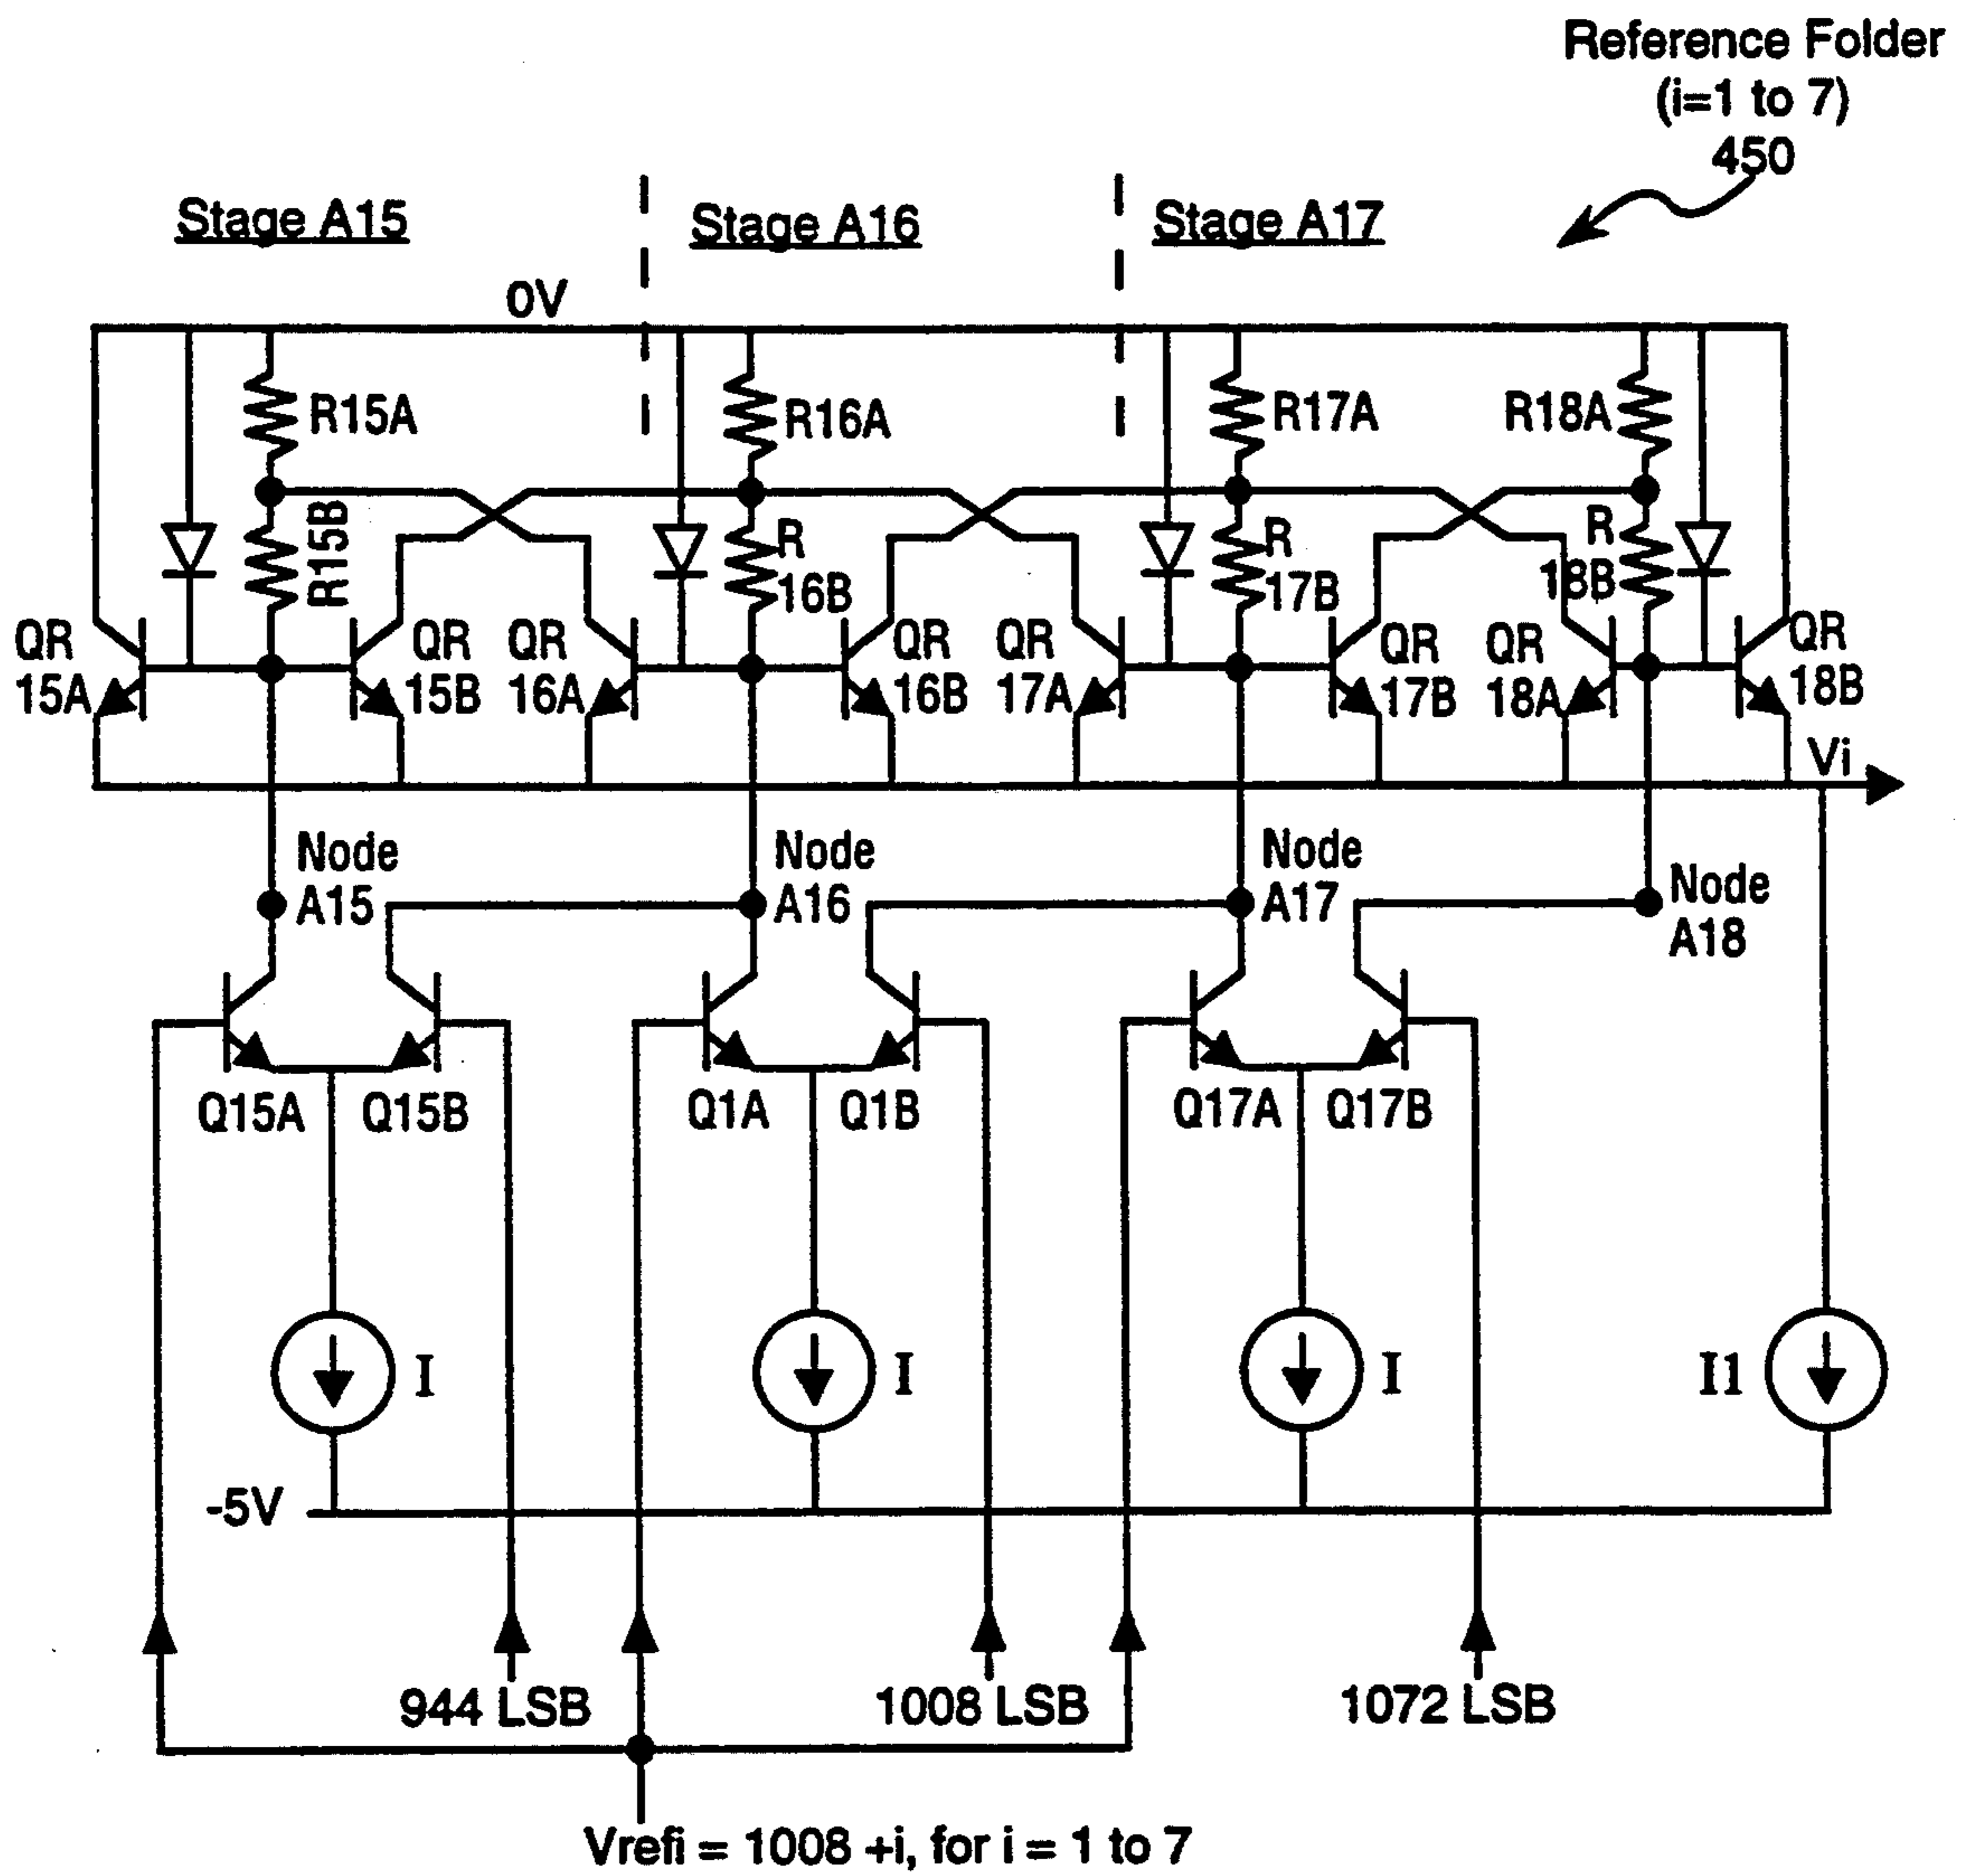 Reference Folder
(i=1 to 7)
450
Stage A15
Stage A16
Stage A17
0V
R15A
R16A
R17A
R18A
R15B
R
16B
R
17B
R
18B
QR
15A
QR
15B
QR
16A
QR
16B
QR
17A
QR
17B
QR
18A
QR
18B
Vi
Node
A15
Node
A16
Node
A17
Node
A18
Q15A
Q15B
Q1A
Q1B
Q17A
Q17B
I
I
I
I1
-5V
944 LSB
1008 LSB
1072 LSB
Vrefi = 1008 +i, for i = 1 to 7